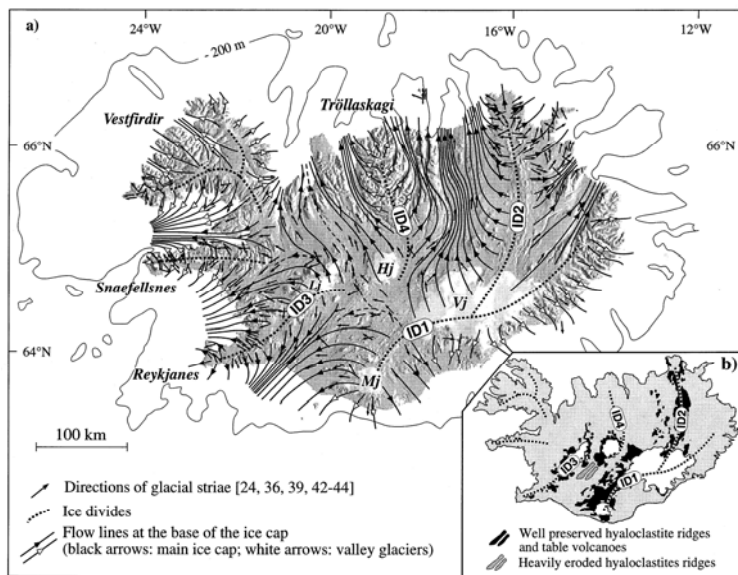 a)
24°W
20°W
16°W
12°W
- 200 m
Vestfirdir
Tröllaskagi
66°N
66°N
ID4
ID2
Hj
Snaefellsnes
Lj
ID3
Vj
ID1
64°N
Reykjanes
Mj
b)
100 km
ID4
ID2
ID3
ID1
Directions of glacial striae [24, 36, 39, 42-44]
Ice divides
Flow lines at the base of the ice cap
(black arrows: main ice cap; white arrows: valley glaciers)
Well preserved hyaloclastite ridges
and table volcanoes
Heavily eroded hyaloclastites ridges